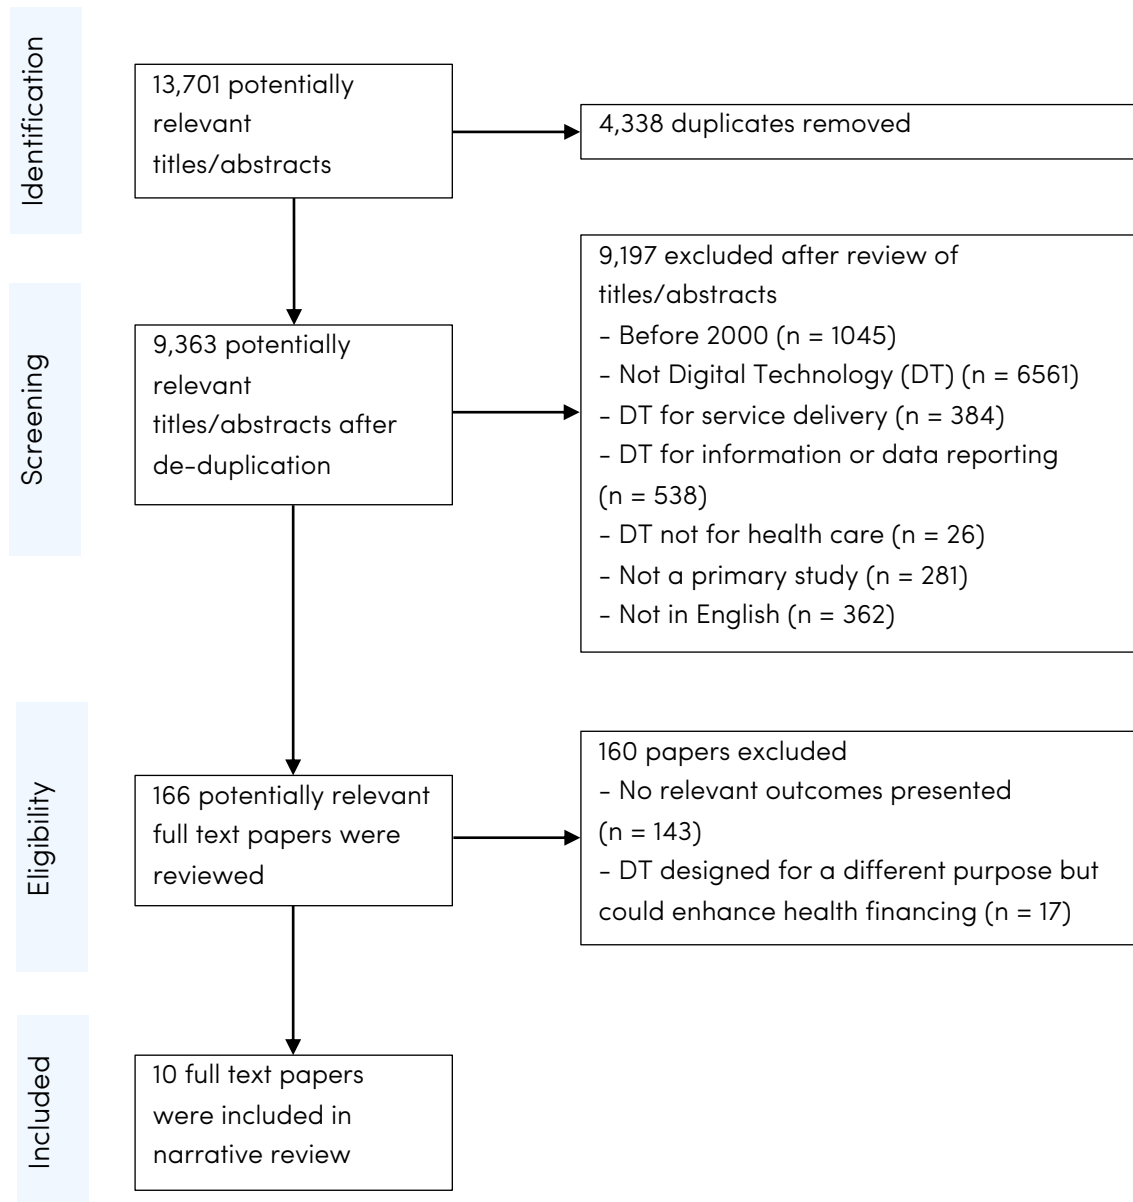 Identification
13,701 potentially
relevant
titles/abstracts
4,338 duplicates removed
Screening
9,363 potentially
relevant
titles/abstracts after
de-duplication
9,197 excluded after review of
titles/abstracts
- Before 2000 (n = 1045)
- Not Digital Technology (DT) (n = 6561)
- DT for service delivery (n = 384)
- DT for information or data reporting
(n = 538)
- DT not for health care (n = 26)
- Not a primary study (n = 281)
- Not in English (n = 362)
Eligibility
166 potentially relevant
full text papers were
reviewed
160 papers excluded
- No relevant outcomes presented
(n = 143)
- DT designed for a different purpose but
could enhance health financing (n = 17)
Included
10 full text papers
were included in
narrative review